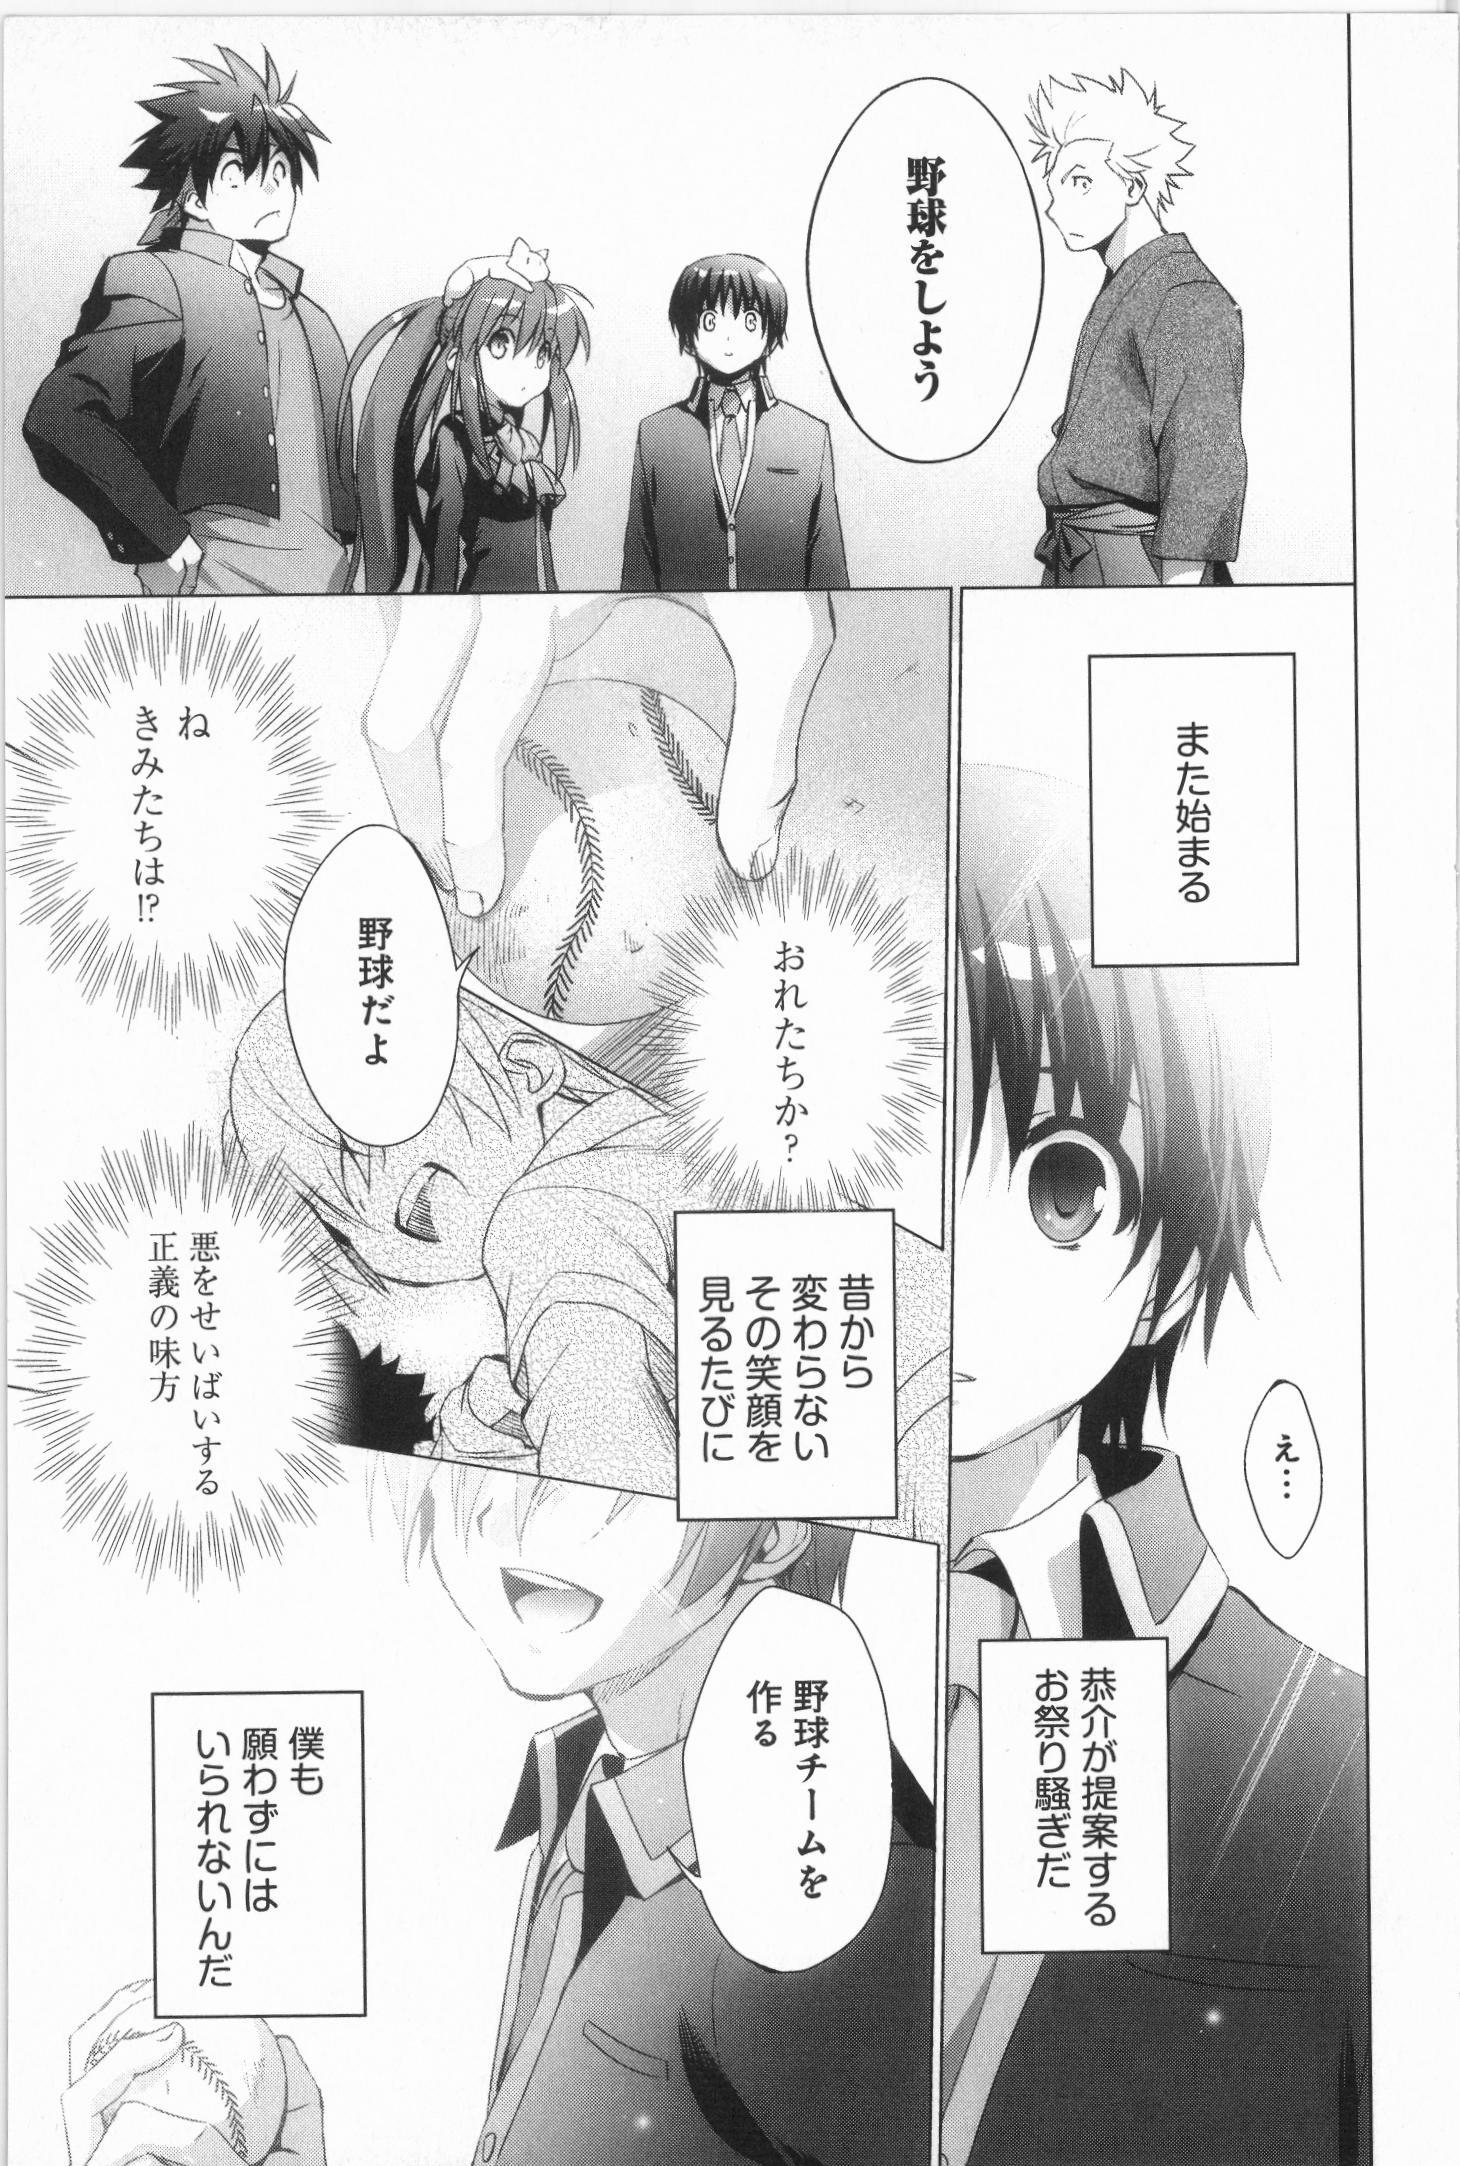 野球をしよう
また始まる
え…
恭介が提案する
お祭り騒ぎだ
野球だよ
おれたちか?
ね
きみたちは!?
悪をせいばいする
正義の味方
昔から
変わらない
その笑顔を
見るたびに
野球チームを
作る
僕も
願わずには
いられないんだ